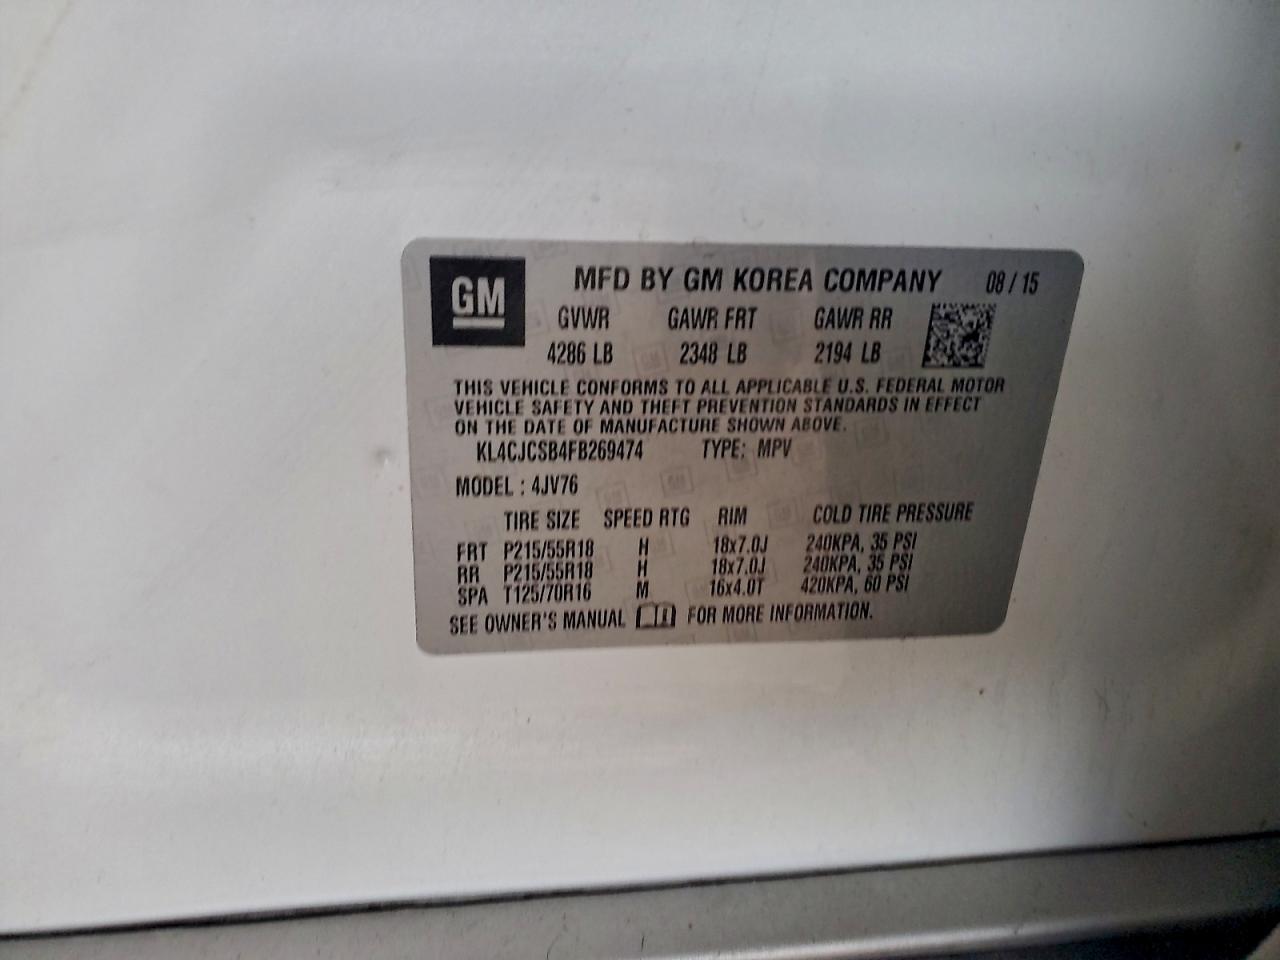 GM
MFD BY GM KOREA COMPANY 08 / 15
GVWR GAWR FRT GAWR RR
4286 LB 2348 LB 2194 LB
THIS VEHICLE CONFORMS TO ALL APPLICABLE U.S. FEDERAL MOTOR
VEHICLE SAFETY AND THEFT PREVENTION STANDARDS IN EFFECT
ON THE DATE OF MANUFACTURE SHOWN ABOVE.
KL4CJCSB4FB269474 TYPE: MPV
MODEL : 4JV76
TIRE SIZE SPEED RTG RIM COLD TIRE PRESSURE
FRT P215/55R18 H 18x7.0J 240KPA, 35 PSI
RR P215/55R18 H 18x7.0J 240KPA, 35 PSI
SPA T125/70R16 M 16x4.0T 420KPA, 60 PSI
SEE OWNER'S MANUAL FOR MORE INFORMATION.